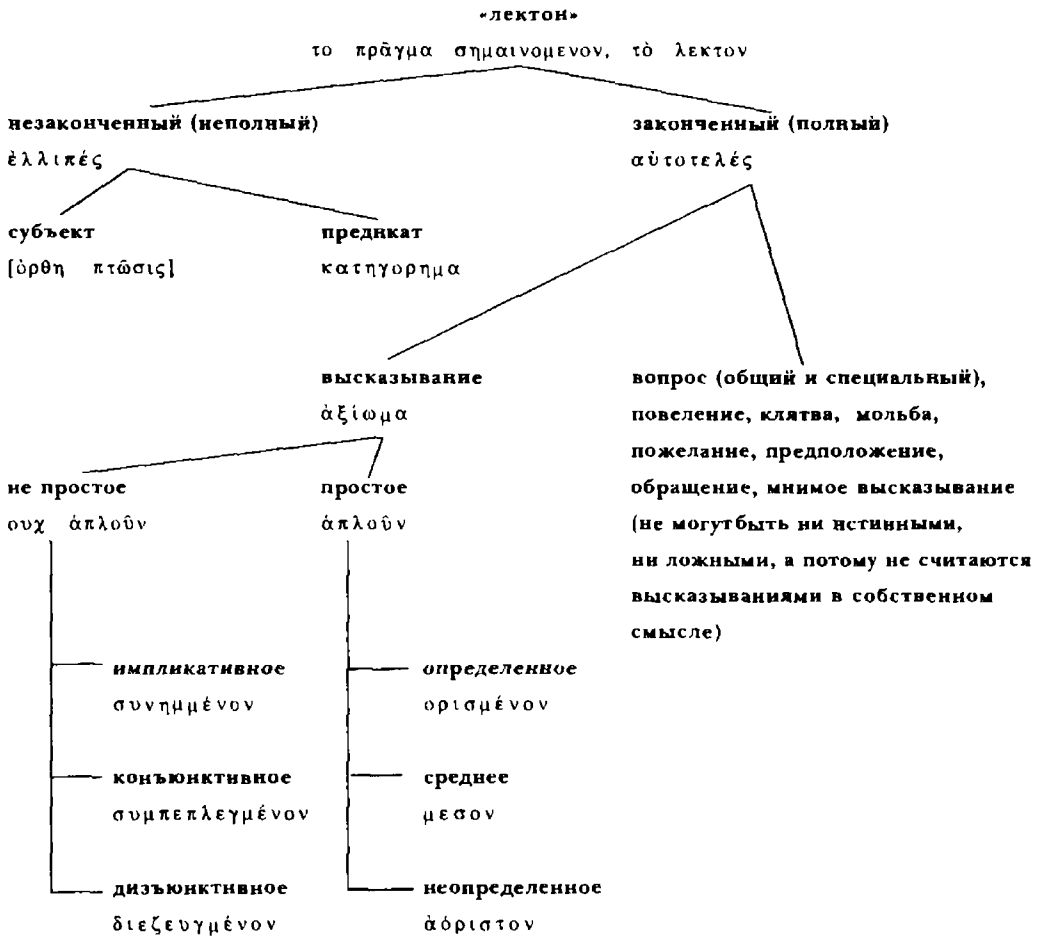 «лектон»
το πρᾶγμα σημαινομενον, τὸ λεκτον
незаконченный (неполный)
ἐλλιπές
законченный (полный)
αὐτοτελές
субъект
[ὀρθη πτῶσις]
предикат
κατηγορημα
высказывание
ἀξίωμα
вопрос (общий и специальный),
повеление, клятва, мольба,
пожелание, предположение,
обращение, мнимое высказывание
(не могут быть ни истинными,
ни ложными, а потому не считаются
высказываниями в собственном
смысле)
не простое
ουχ ἁπλοῦν
простое
ἁπλοῦν
импликативное
συνημμένον
конъюнктивное
συμπεπλεγμένον
дизъюнктивное
διεζευγμένον
определенное
ορισμένον
среднее
μεσον
неопределенное
ἀόριστον